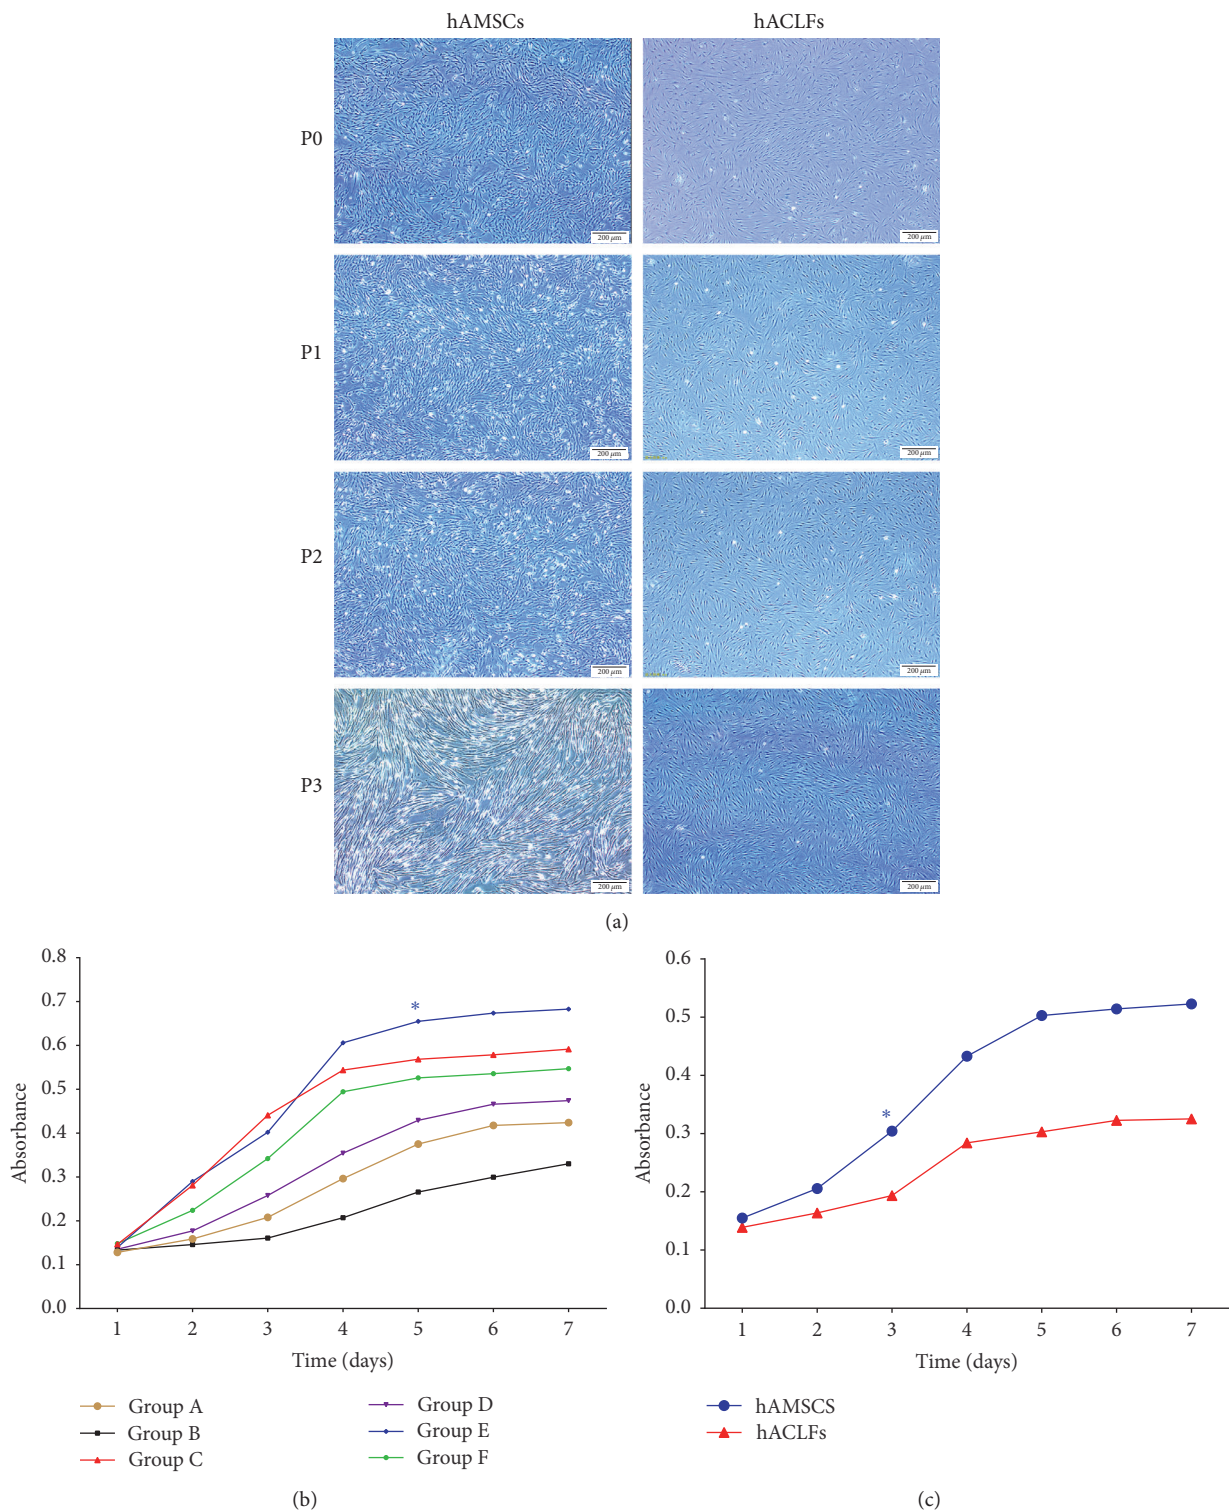 hAMSCs hACLFs
P0
200 µm 200 µm
P1
200 µm 200 µm
P2
200 µm 200 µm
P3
200 µm 200 µm
(a)
0.8
0.7
0.6
0.5
0.4
0.3
0.2
0.1
0.0
Absorbance
*
1 2 3 4 5 6 7
Time (days)
Group A
Group B
Group C
Group D
Group E
Group F
(b)
0.6
0.5
0.4
0.3
0.2
0.1
0.0
Absorbance
*
1 2 3 4 5 6 7
Time (days)
hAMSCS
hACLFs
(c)